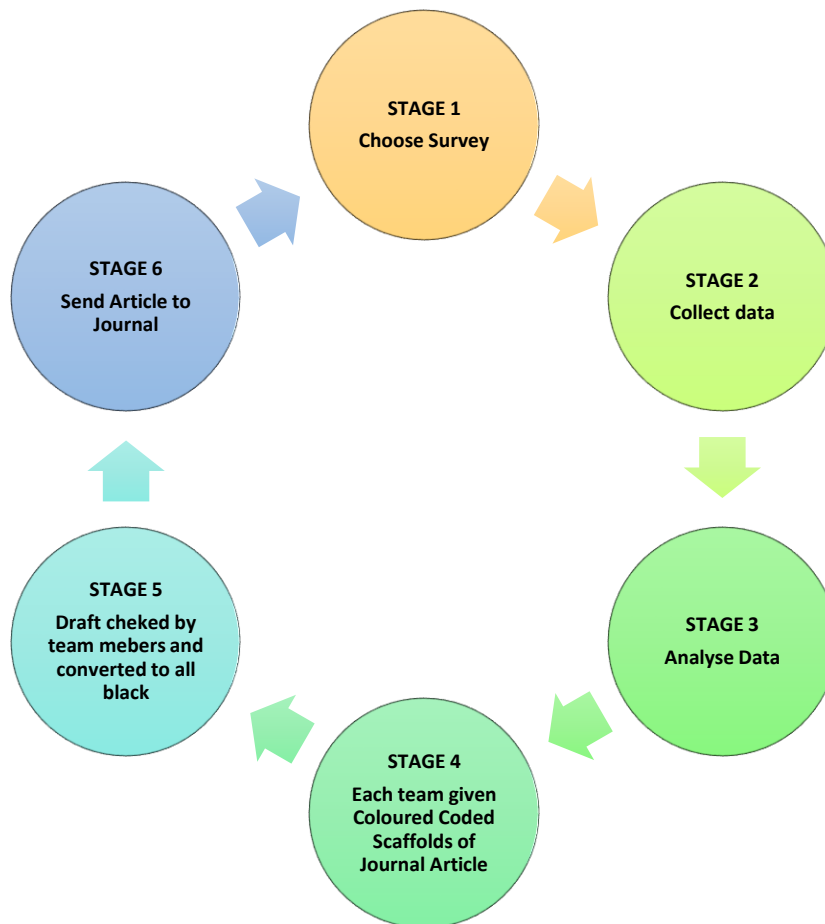 STAGE 1
Choose Survey
STAGE 2
Collect data
STAGE 3
Analyse Data
STAGE 4
Each team given
Coloured Coded
Scaffolds of
Journal Article
STAGE 5
Draft cheked by
team mebers and
converted to all
black
STAGE 6
Send Article to
Journal